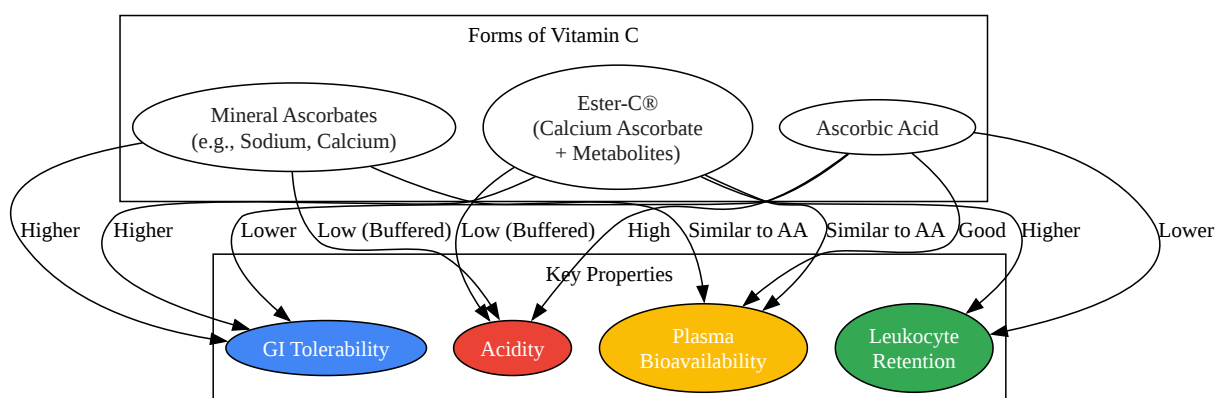 Forms of Vitamin C
Mineral Ascorbates
(e.g., Sodium, Calcium)
Ester-C®
(Calcium Ascorbate
+ Metabolites)
Ascorbic Acid
Higher
Higher
Lower
Low (Buffered)
Low (Buffered)
High
Similar to AA
Similar to AA
Good
Higher
Lower
Key Properties
GI Tolerability
Acidity
Plasma
Bioavailability
Leukocyte
Retention